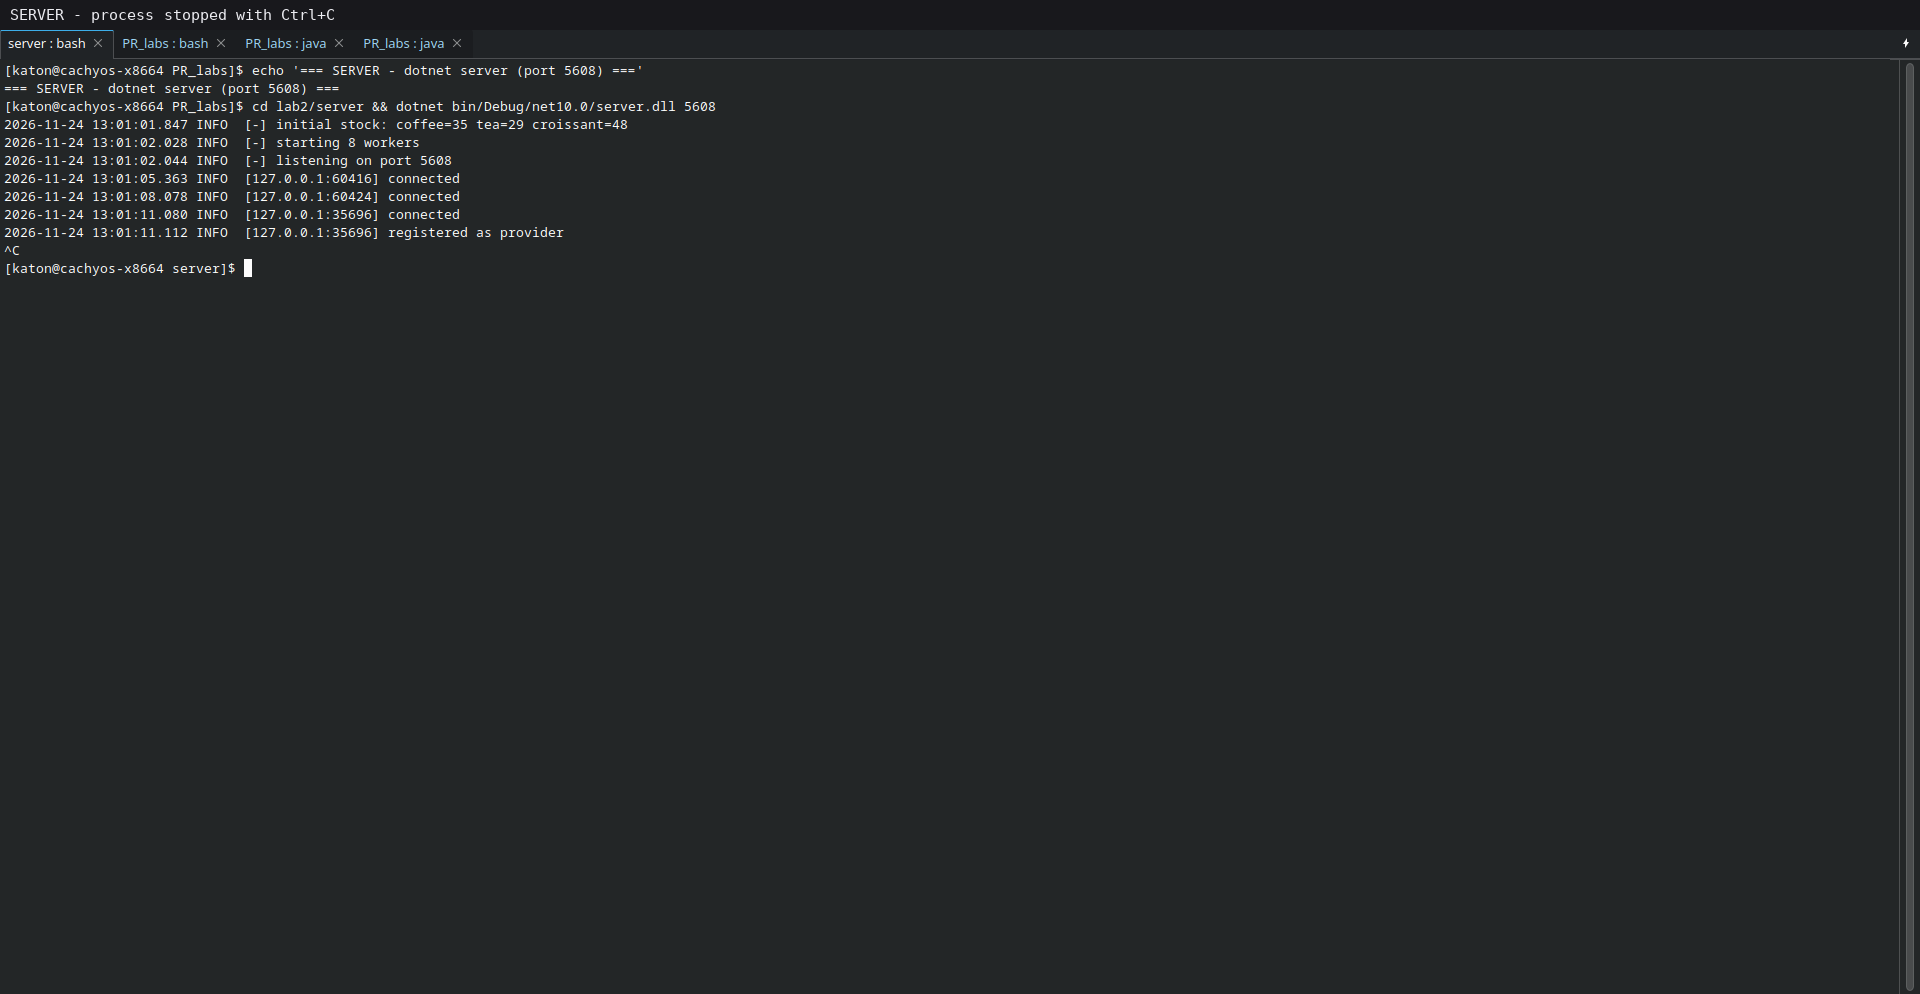 SERVER - process stopped with Ctrl+C
server : bash
PR_labs : bash
PR_labs : java
PR_labs : java
[katon@cachyos-x8664 PR_labs]$ echo '=== SERVER - dotnet server (port 5608) ==='
=== SERVER - dotnet server (port 5608) ===
[katon@cachyos-x8664 PR_labs]$ cd lab2/server && dotnet bin/Debug/net10.0/server.dll 5608
2026-11-24 13:01:01.847 INFO  [-] initial stock: coffee=35 tea=29 croissant=48
2026-11-24 13:01:02.028 INFO  [-] starting 8 workers
2026-11-24 13:01:02.044 INFO  [-] listening on port 5608
2026-11-24 13:01:05.363 INFO  [127.0.0.1:60416] connected
2026-11-24 13:01:08.078 INFO  [127.0.0.1:60424] connected
2026-11-24 13:01:11.080 INFO  [127.0.0.1:35696] connected
2026-11-24 13:01:11.112 INFO  [127.0.0.1:35696] registered as provider
^C
[katon@cachyos-x8664 server]$